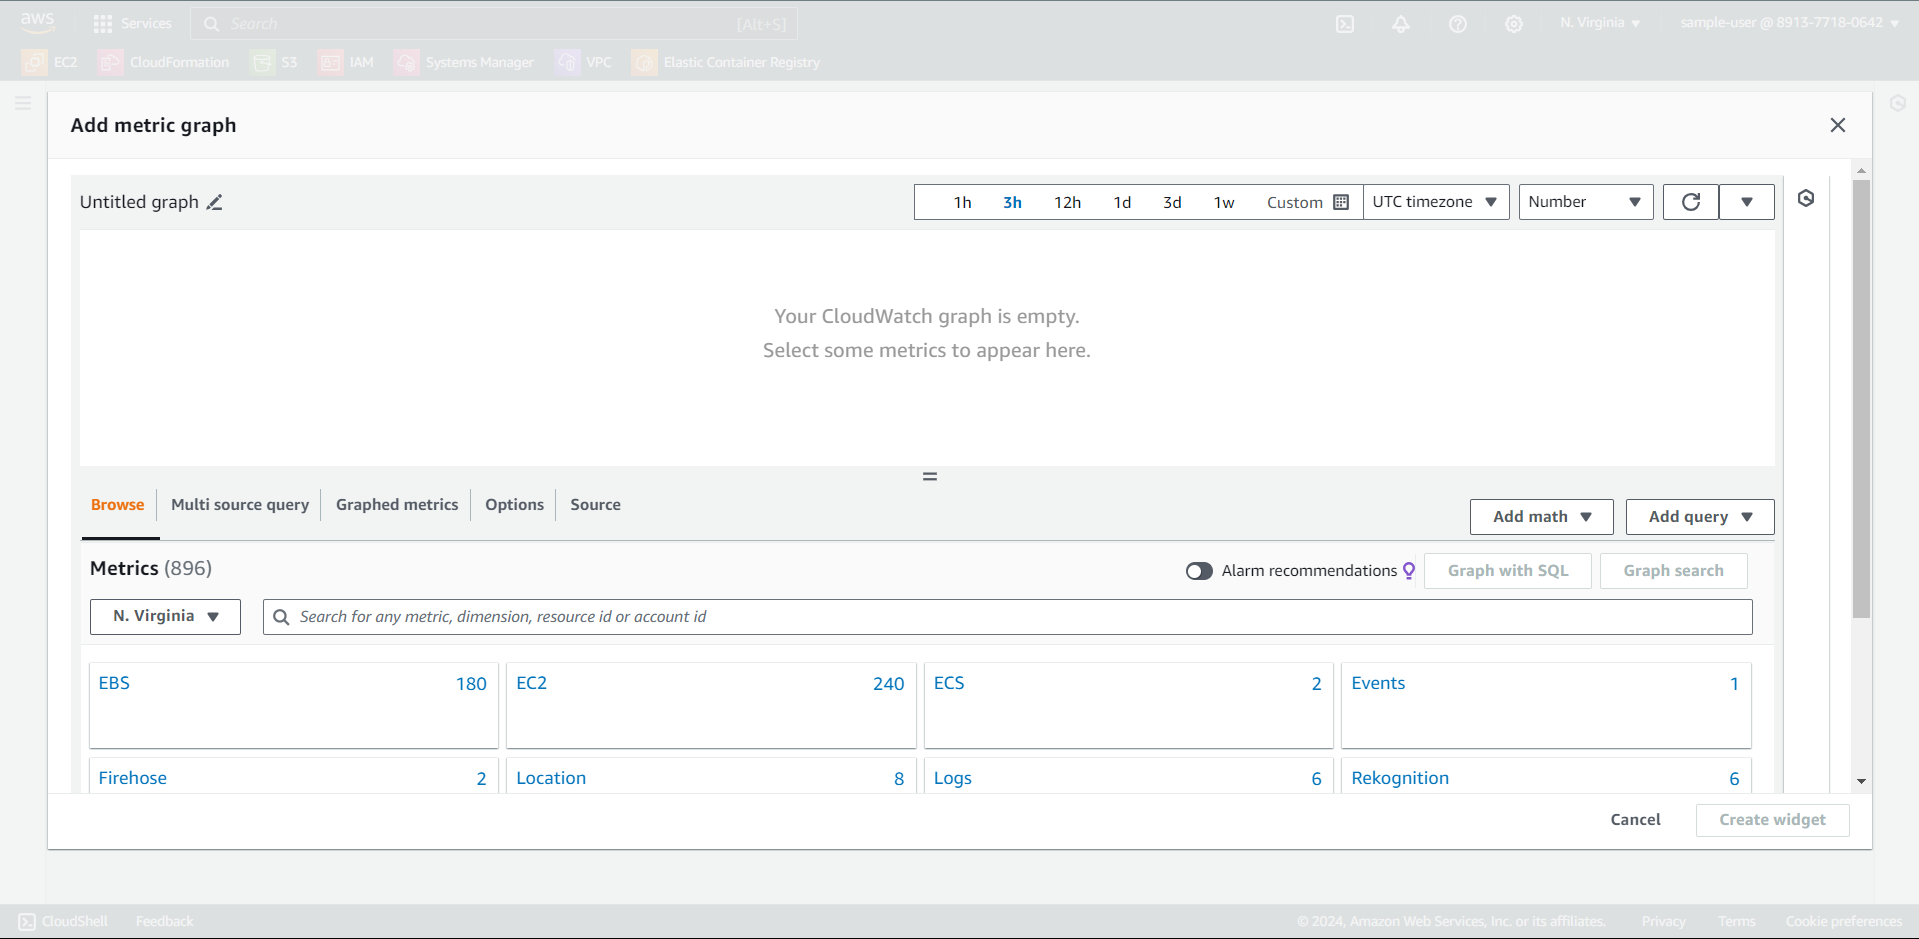 aws Services Search [Alt+S] N. Virginia sample-user @ 8913-7718-0642
EC2 CloudFormation S3 IAM Systems Manager VPC Elastic Container Registry
Add metric graph
Untitled graph 1h 3h 12h 1d 3d 1w Custom UTC timezone Number
Your CloudWatch graph is empty.
Select some metrics to appear here.
Browse Multi source query Graphed metrics Options Source
Add math Add query
Metrics (896) Alarm recommendations Graph with SQL Graph search
N. Virginia Search for any metric, dimension, resource id or account id
EBS 180 EC2 240 ECS 2 Events 1
Firehose 2 Location 8 Logs 6 Rekognition 6
Cancel Create widget
CloudShell Feedback © 2024, Amazon Web Services, Inc. or its affiliates. Privacy Terms Cookie preferences